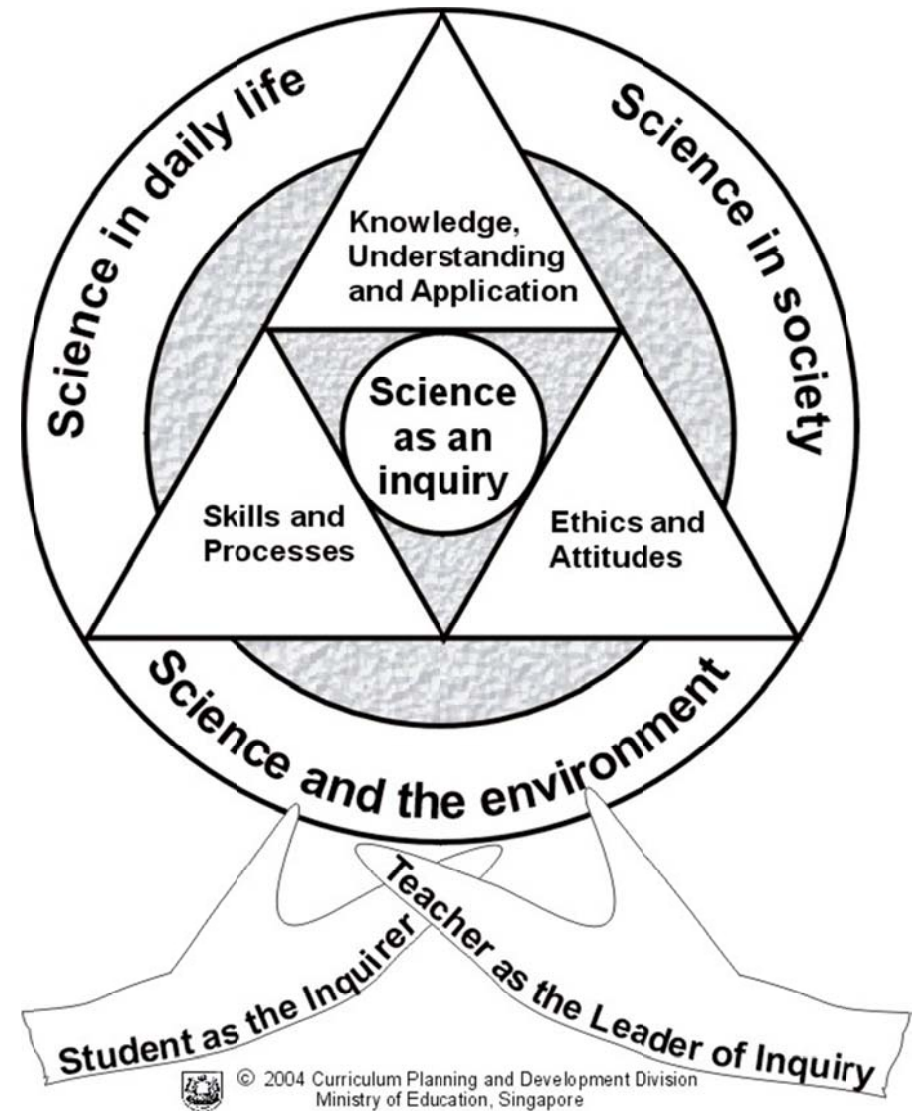 Science in daily life
Science in society
Knowledge,
Understanding
and Application
Science
as an
inquiry
Skills and
Processes
Ethics and
Attitudes
Science and the environment
Student as the Inquirer
Teacher as the Leader of Inquiry
© 2004 Curriculum Planning and Development Division
Ministry of Education, Singapore